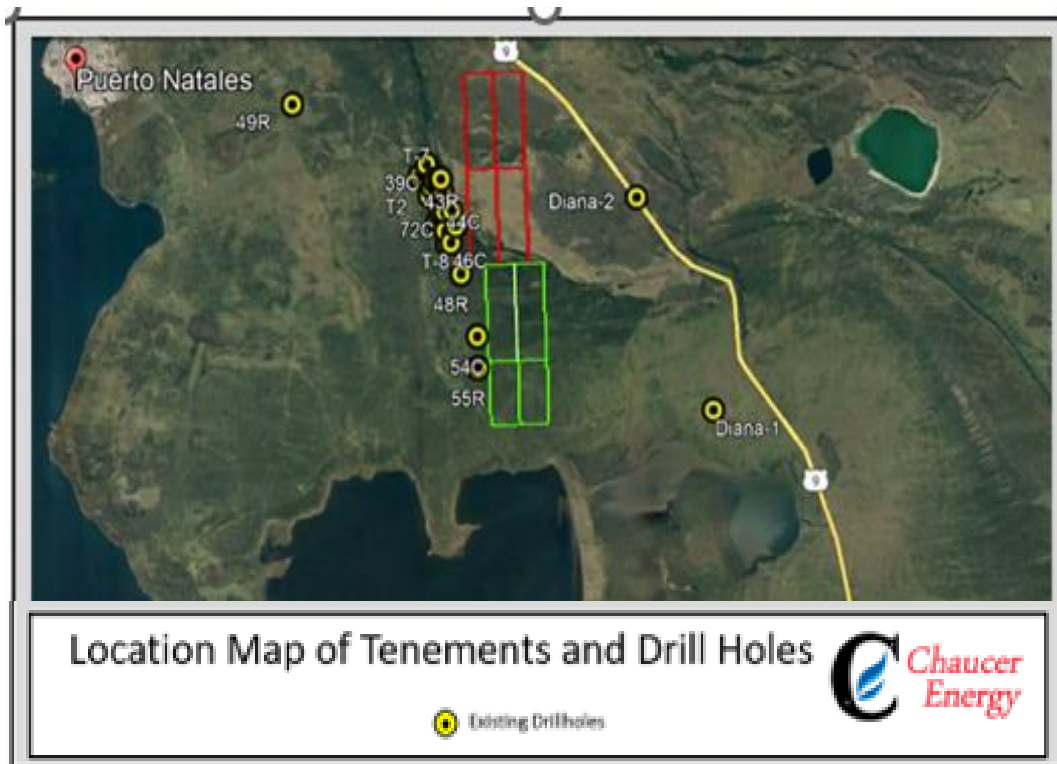 9
Puerto Natales
49R
T-7
39C
43R
T2
44C
72C
T-8
46C
48R
54C
55R
Diana-2
Diana-1
9
Location Map of Tenements and Drill Holes
Chaucer
Energy
Existing Drillholes